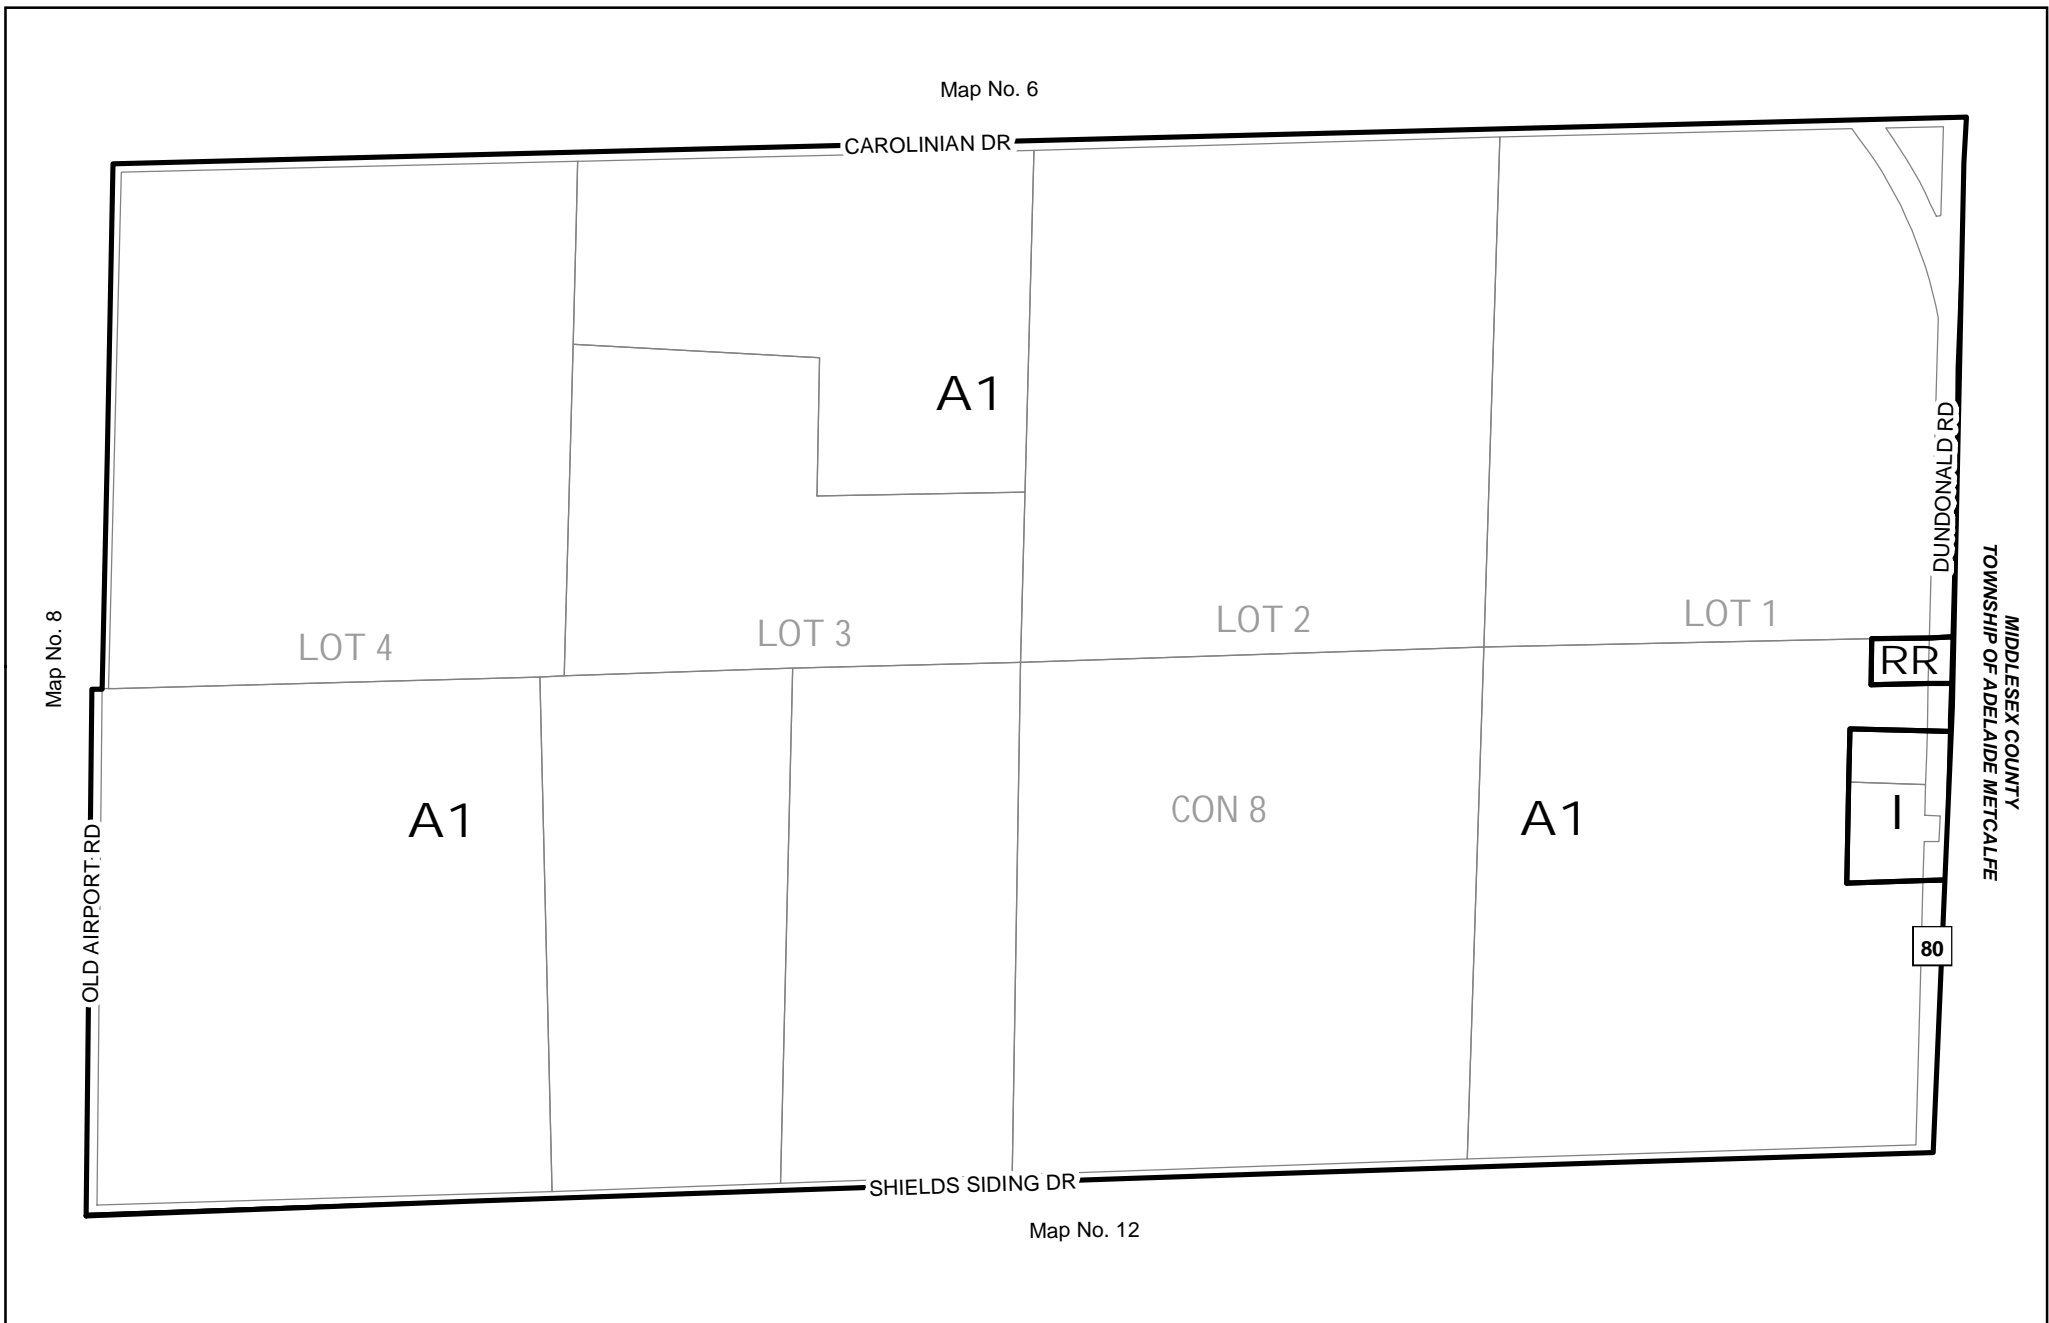 Map No. 6
CAROLINIAN DR
A1
DUNDONALD RD
MIDDLESEX COUNTY
TOWNSHIP OF ADELAIDE METCALFE
Map No. 8
LOT 4
LOT 3
LOT 2
LOT 1
RR
A1
CON 8
A1
I
OLD AIRPORT RD
80
SHIELDS SIDING DR
Map No. 12